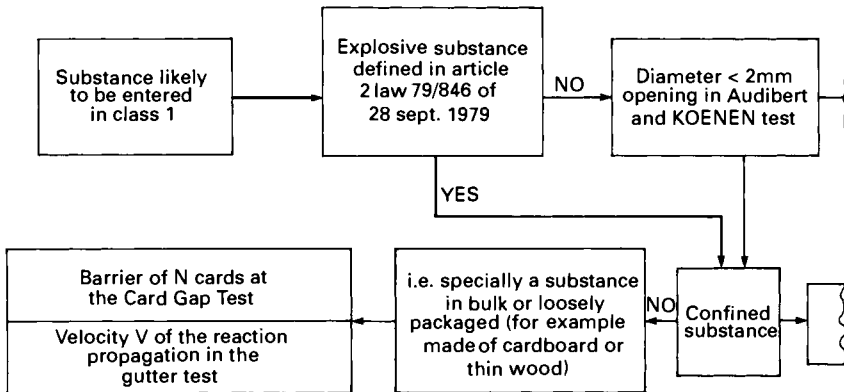 Substance likely
to be entered
in class 1
Explosive substance
defined in article
2 law 79/846 of
28 sept. 1979
NO
Diameter < 2mm
opening in Audibert
and KOENEN test
YES
Barrier of N cards at
the Card Gap Test
Velocity V of the reaction
propagation in the
gutter test
i.e. specially a substance
in bulk or loosely
packaged (for example
made of cardboard or
thin wood)
NO
Confined
substance